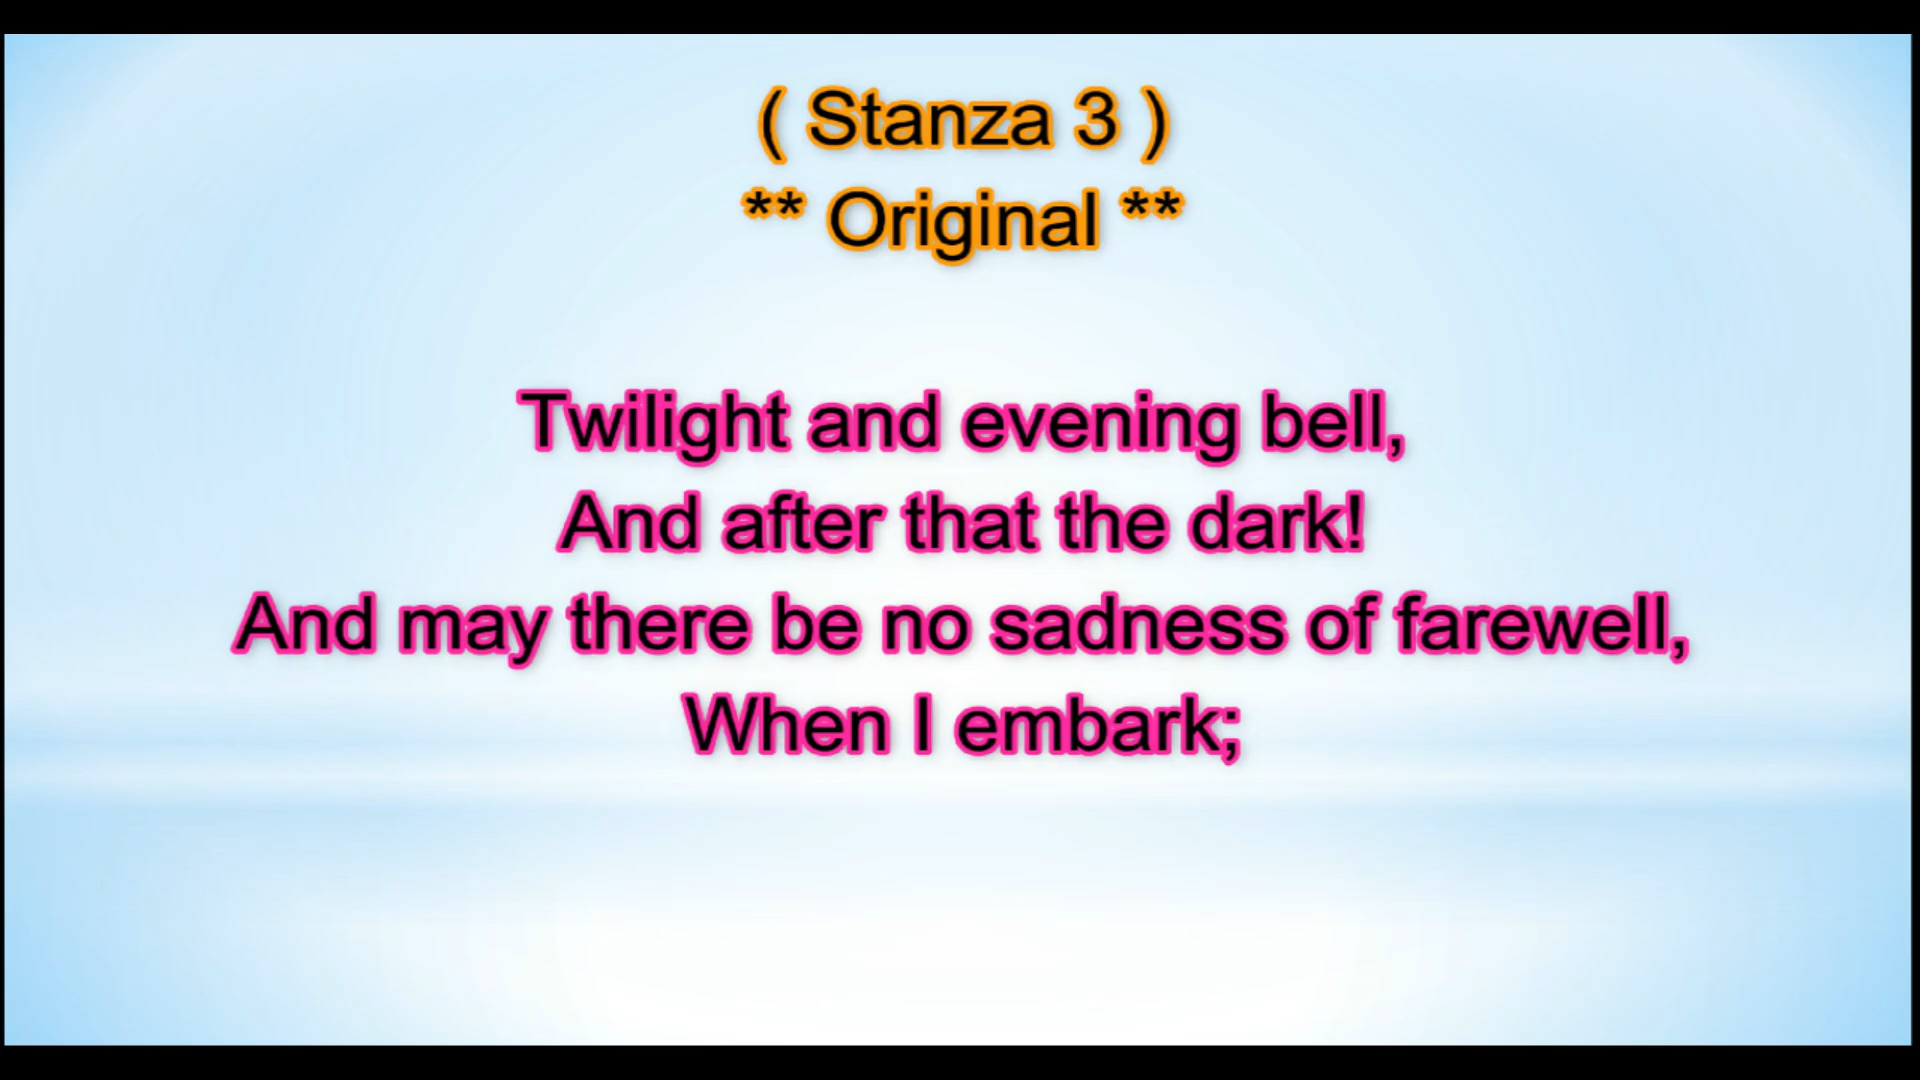 ( Stanza 3 )
** Original **
Twilight and evening bell,
And after that the dark!
And may there be no sadness of farewell,
When I embark;